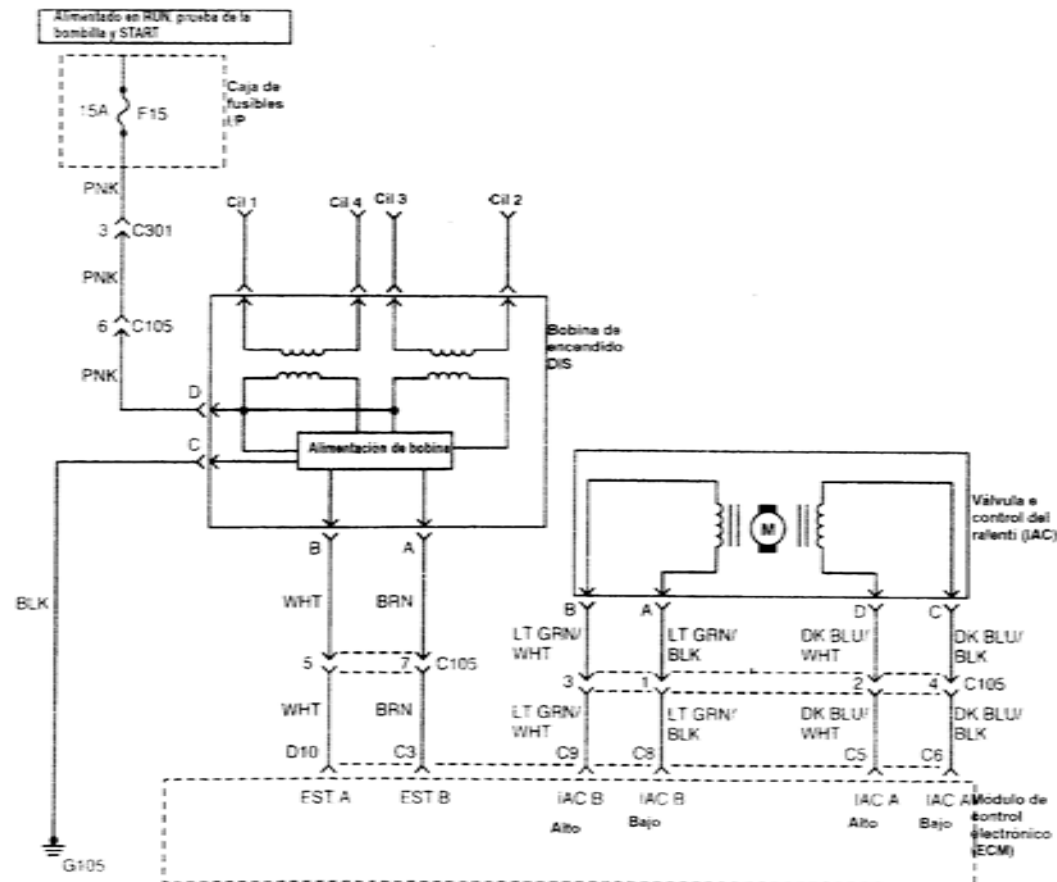 Alimentado en RUN, prueba de la
bombilla y START
Caja de
fusibles
I/P
15A
F15
PNK
3
C301
PNK
6
C105
PNK
Cil 1
Cil 4
Cil 3
Cil 2
Bobina de
encendido
DIS
D
C
Alimentación de bobina
B
A
BLK
WHT
BRN
5
7
C105
WHT
BRN
D10
C3
EST A
EST B
G105
M
Válvula e
control del
ralenti (IAC)
B
A
D
C
LT GRN/
WHT
LT GRN/
BLK
DK BLU/
WHT
DK BLU/
BLK
3
1
2
4
C105
LT GRN/
WHT
LT GRN/
BLK
DK BLU/
WHT
DK BLU/
BLK
C9
C8
C5
C6
IAC B
Alto
IAC B
Bajo
IAC A
Alto
IAC A
Bajo
Módulo de
control
electrónico
(ECM)